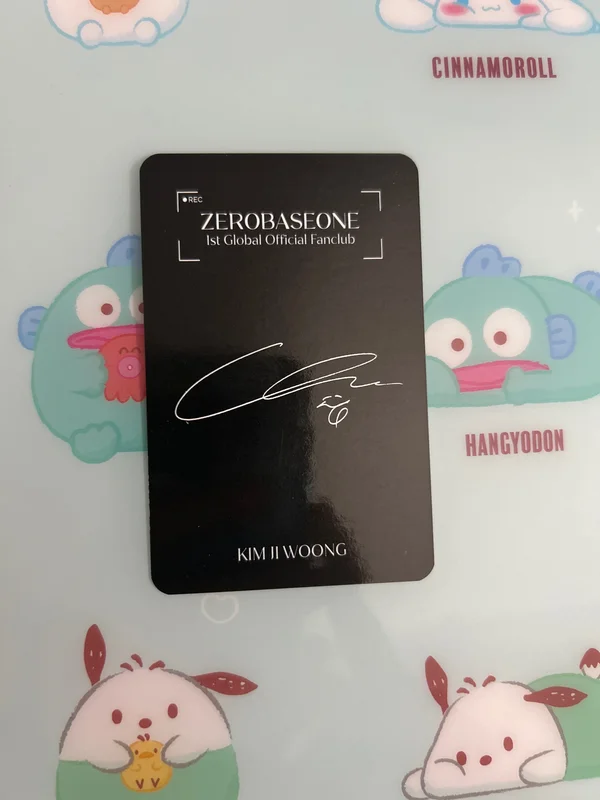 CINNAMOROLL
REC
ZEROBASEONE
1st Global Official Fanclub
HANGYODON
KIM JI WOONG